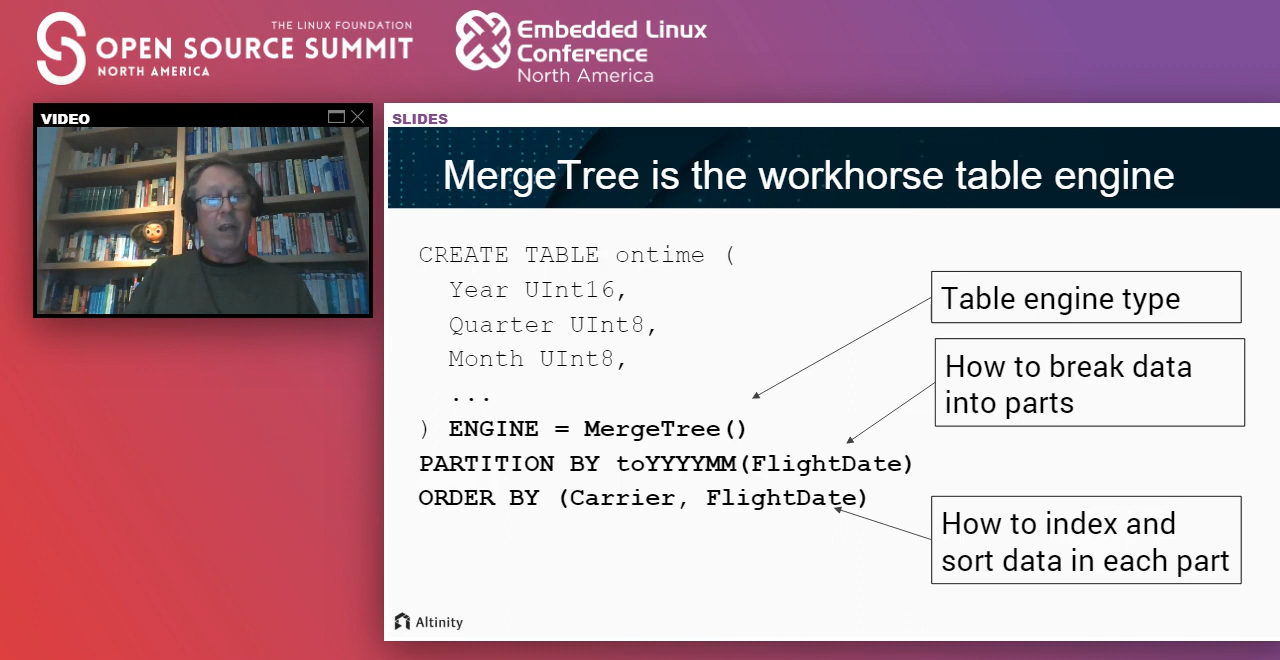 THE LINUX FOUNDATION
OPEN SOURCE SUMMIT
NORTH AMERICA
Embedded Linux
Conference
North America
VIDEO
SLIDES
MergeTree is the workhorse table engine
CREATE TABLE ontime (
Year UInt16,
Quarter UInt8,
Month UInt8,
...
) ENGINE = MergeTree()
PARTITION BY toYYYYMM(FlightDate)
ORDER BY (Carrier, FlightDate)
Table engine type
How to break data
into parts
How to index and
sort data in each part
Altinity